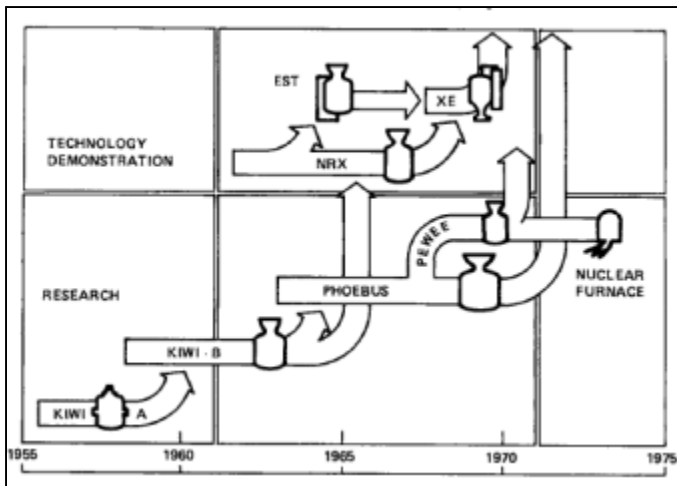 EST
XE
TECHNOLOGY
DEMONSTRATION
NRX
PEWEE
RESEARCH
PHOEBUS
NUCLEAR
FURNACE
KIWI - B
KIWI A
1955 1960 1965 1970 1975